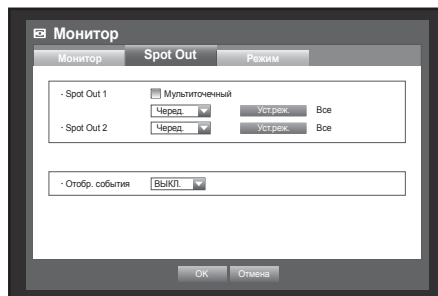 Монитор
Монитор Spot Out Режим
- Spot Out 1 Мультиточечный
Черед. Уст.реж. Все
- Spot Out 2 Черед. Уст.реж. Все
- Отобр. события ВЫКЛ.
OK Отмена